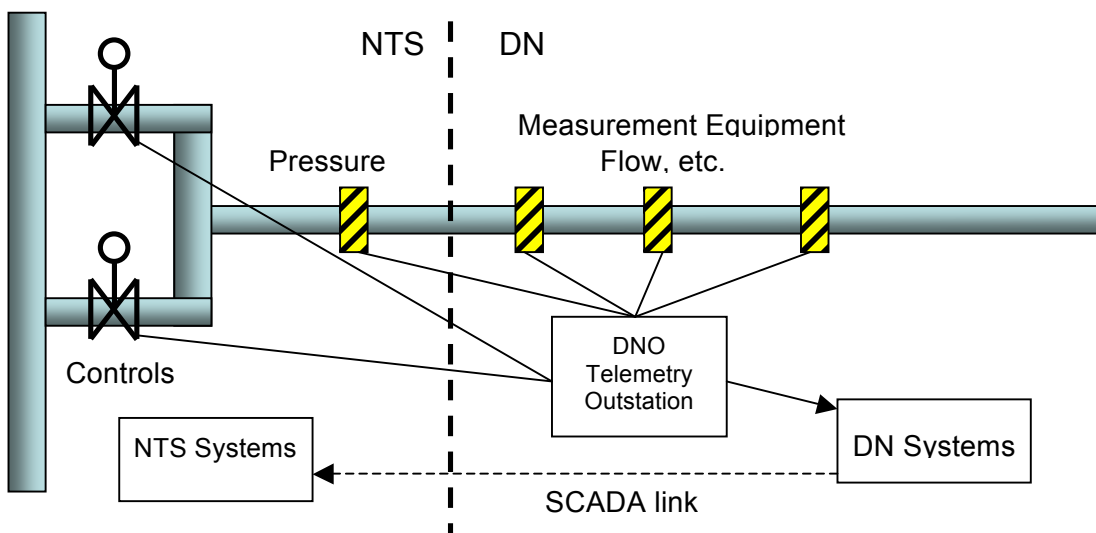 NTS
DN
Measurement Equipment
Flow, etc.
Pressure
Controls
DNO
Telemetry
Outstation
NTS Systems
DN Systems
SCADA link